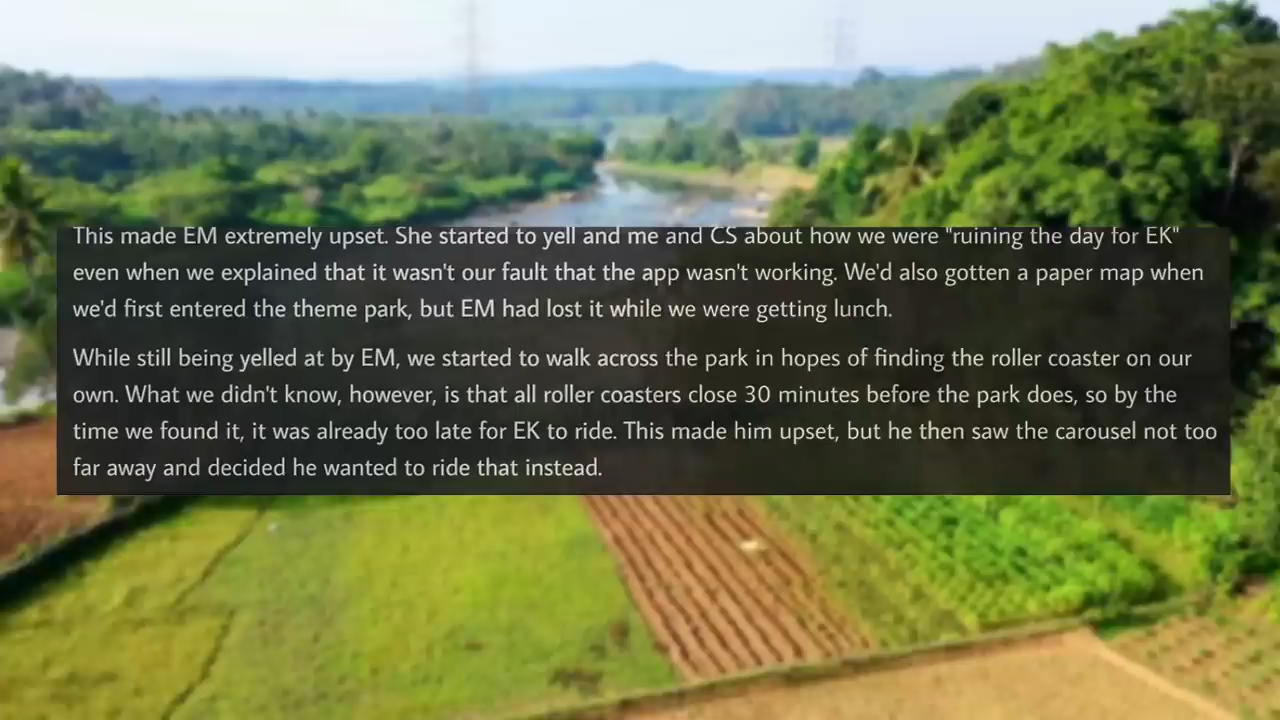 This made EM extremely upset. She started to yell and me and CS about how we were "ruining the day for EK"
even when we explained that it wasn't our fault that the app wasn't working. We'd also gotten a paper map when
we'd first entered the theme park, but EM had lost it while we were getting lunch.
While still being yelled at by EM, we started to walk across the park in hopes of finding the roller coaster on our
own. What we didn't know, however, is that all roller coasters close 30 minutes before the park does, so by the
time we found it, it was already too late for EK to ride. This made him upset, but he then saw the carousel not too
far away and decided he wanted to ride that instead.